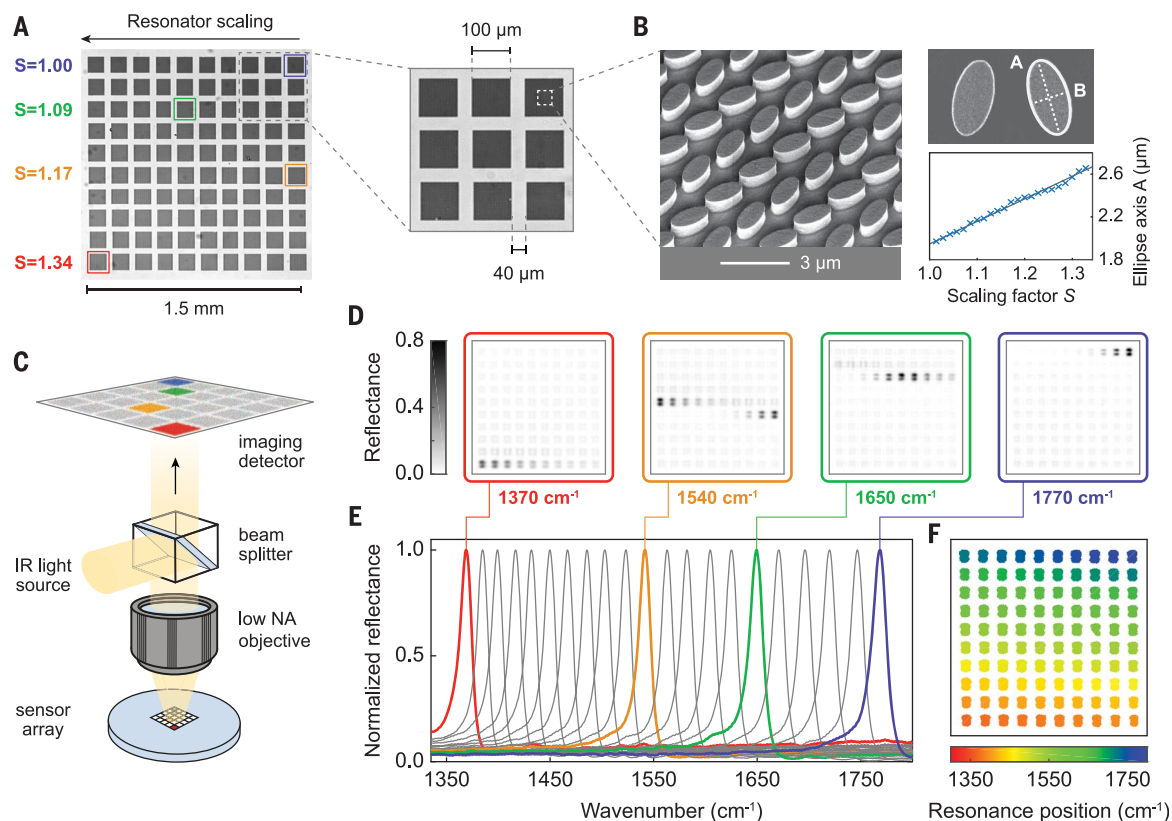 A
Resonator scaling
S=1.00
S=1.09
S=1.17
S=1.34
1.5 mm
100 µm
40 µm
B
3 µm
A
B
2.6
2.2
1.8
Ellipse axis A (µm)
1.0 1.1 1.2 1.3
Scaling factor S
C
imaging
detector
beam
splitter
IR light
source
low NA
objective
sensor
array
D
0.8
0.4
0.0
Reflectance
1370 cm⁻¹
1540 cm⁻¹
1650 cm⁻¹
1770 cm⁻¹
E
1.0
0.5
0.0
Normalized reflectance
1350 1450 1550 1650 1750
Wavenumber (cm⁻¹)
F
1350 1550 1750
Resonance position (cm⁻¹)